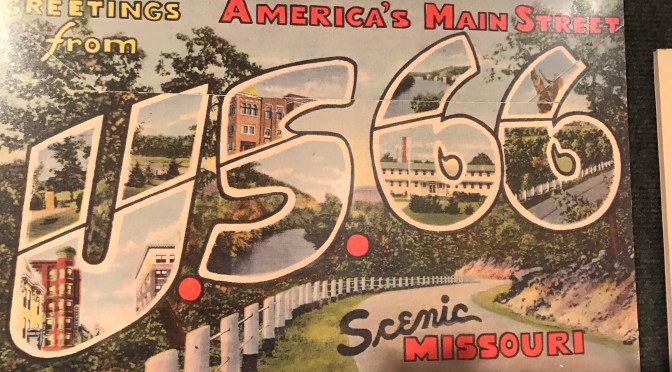 GREETINGS
from
AMERICA'S MAIN STREET
U.S. 66
Scenic
MISSOURI